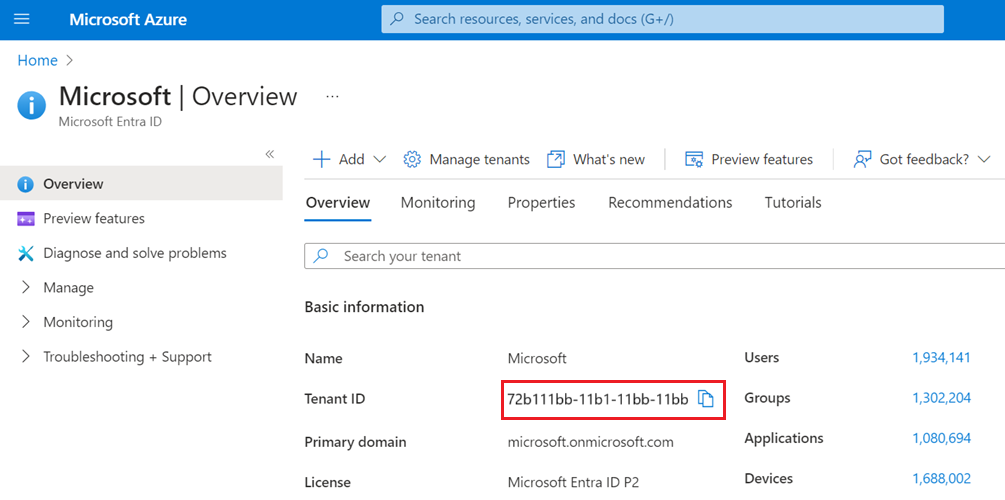 Microsoft Azure
Search resources, services, and docs (G+/)
Home
Microsoft | Overview ...
Microsoft Entra ID
Overview
Preview features
Diagnose and solve problems
Manage
Monitoring
Troubleshooting + Support
Add
Manage tenants
What's new
Preview features
Got feedback?
Overview
Monitoring
Properties
Recommendations
Tutorials
Search your tenant
Basic information
Name
Microsoft
Tenant ID
72b111bb-11b1-11bb-11bb
Primary domain
microsoft.onmicrosoft.com
License
Microsoft Entra ID P2
Users
1,934,141
Groups
1,302,204
Applications
1,080,694
Devices
1,688,002